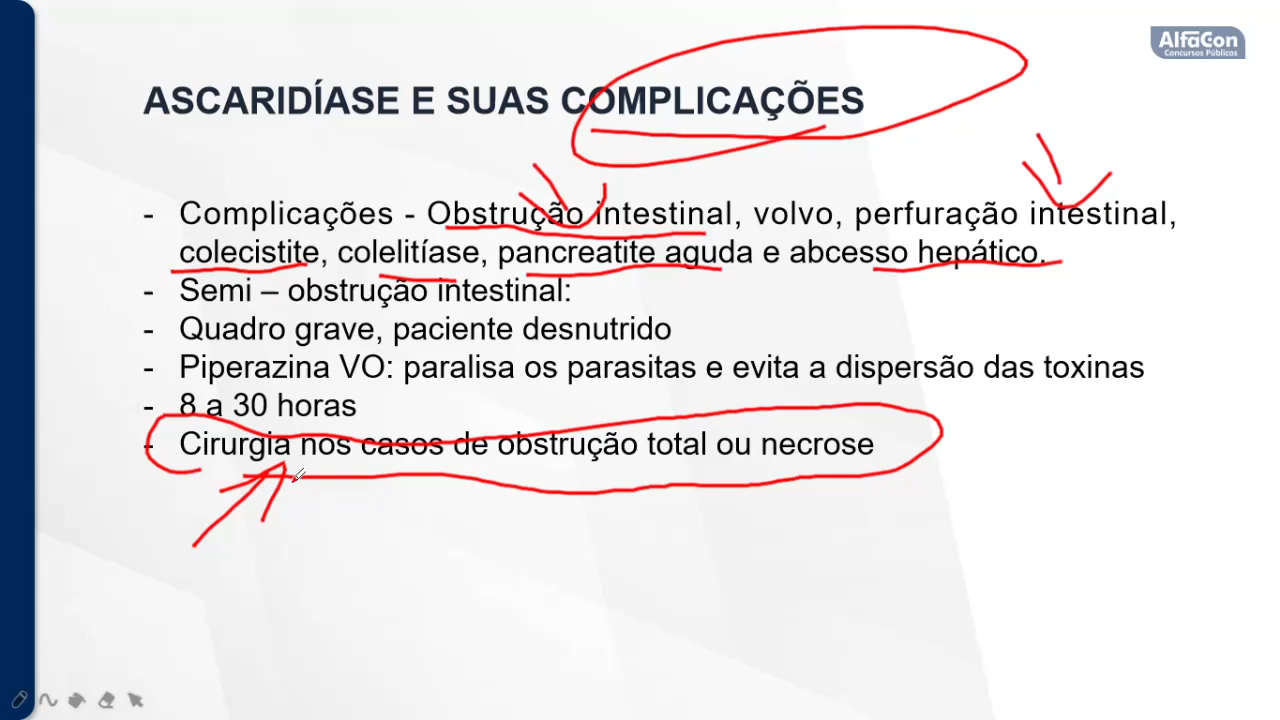 AlfaCon
Concursos Públicos
ASCARIDÍASE E SUAS COMPLICAÇÕES
- Complicações - Obstrução intestinal, volvo, perfuração intestinal,
colecistite, colelitíase, pancreatite aguda e abcesso hepático.
- Semi – obstrução intestinal:
- Quadro grave, paciente desnutrido
- Piperazina VO: paralisa os parasitas e evita a dispersão das toxinas
- 8 a 30 horas
- Cirurgia nos casos de obstrução total ou necrose